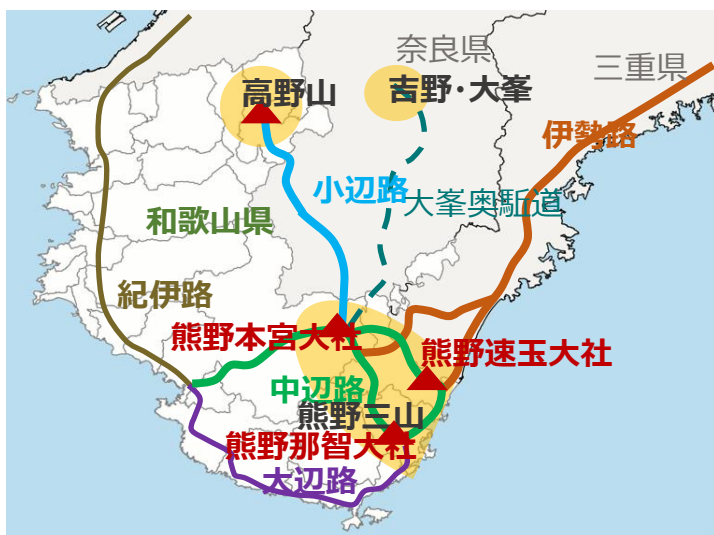 奈良県
三重県
高野山
吉野・大峯
伊勢路
小辺路
大峯奥駈道
和歌山県
紀伊路
熊野本宮大社
熊野速玉大社
中辺路
熊野三山
熊野那智大社
大辺路